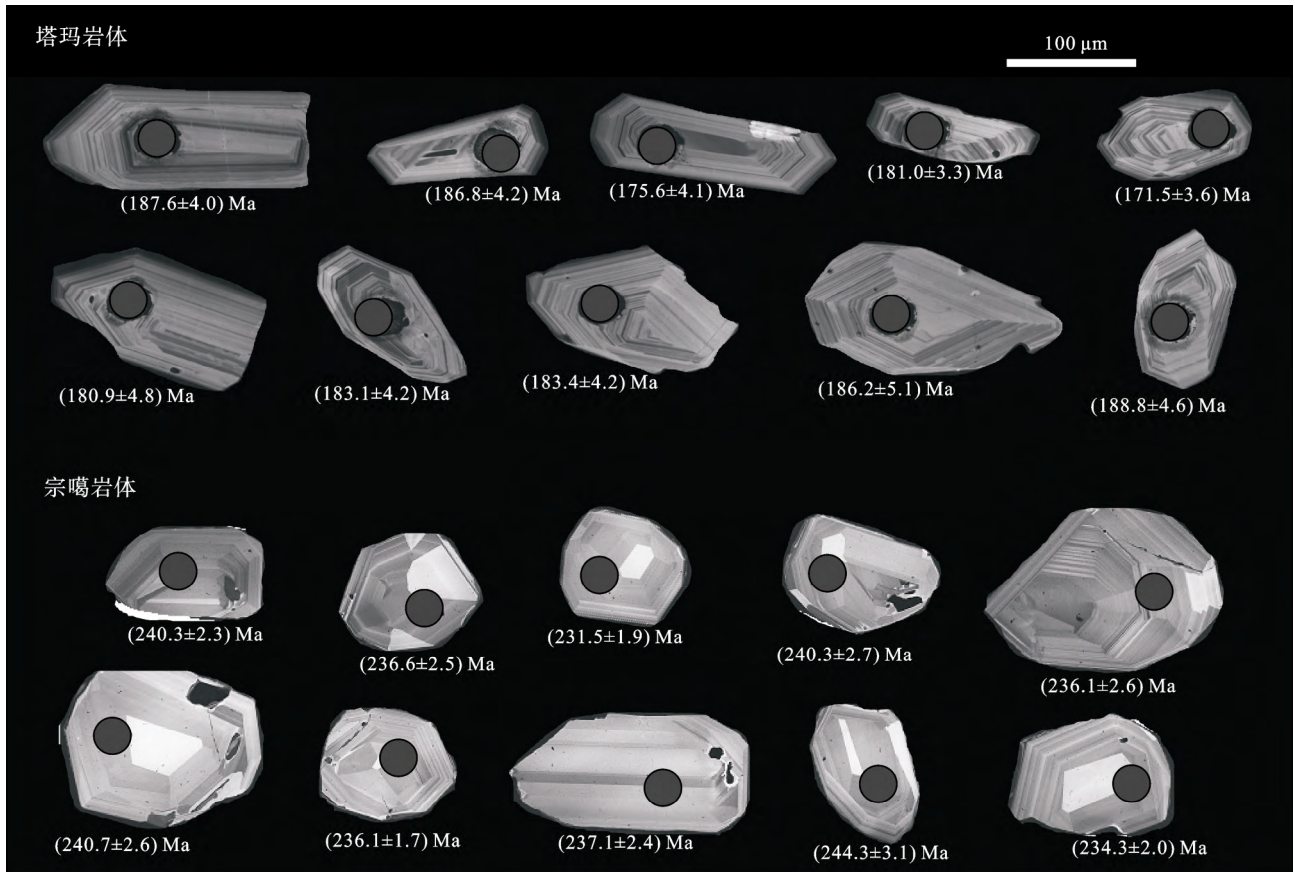 塔玛岩体
100 μm
(187.6±4.0) Ma
(186.8±4.2) Ma
(175.6±4.1) Ma
(181.0±3.3) Ma
(171.5±3.6) Ma
(180.9±4.8) Ma
(183.1±4.2) Ma
(183.4±4.2) Ma
(186.2±5.1) Ma
(188.8±4.6) Ma
宗噶岩体
(240.3±2.3) Ma
(236.6±2.5) Ma
(231.5±1.9) Ma
(240.3±2.7) Ma
(236.1±2.6) Ma
(240.7±2.6) Ma
(236.1±1.7) Ma
(237.1±2.4) Ma
(244.3±3.1) Ma
(234.3±2.0) Ma